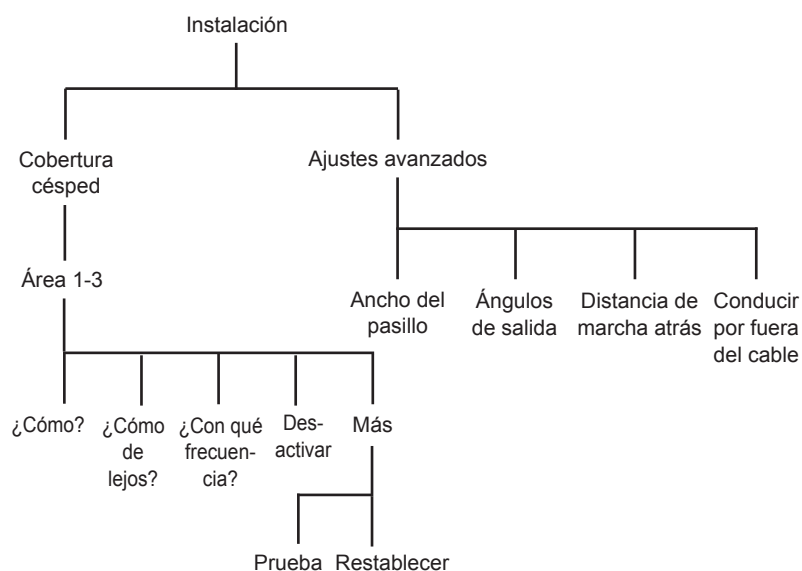 Instalación
Cobertura
césped
Ajustes avanzados
Área 1-3
Ancho del
pasillo
Ángulos
de salida
Distancia de
marcha atrás
Conducir
por fuera
del cable
¿Cómo?
¿Cómo
de
lejos?
¿Con qué
frecuen-
cia?
Des-
activar
Más
Prueba
Restablecer